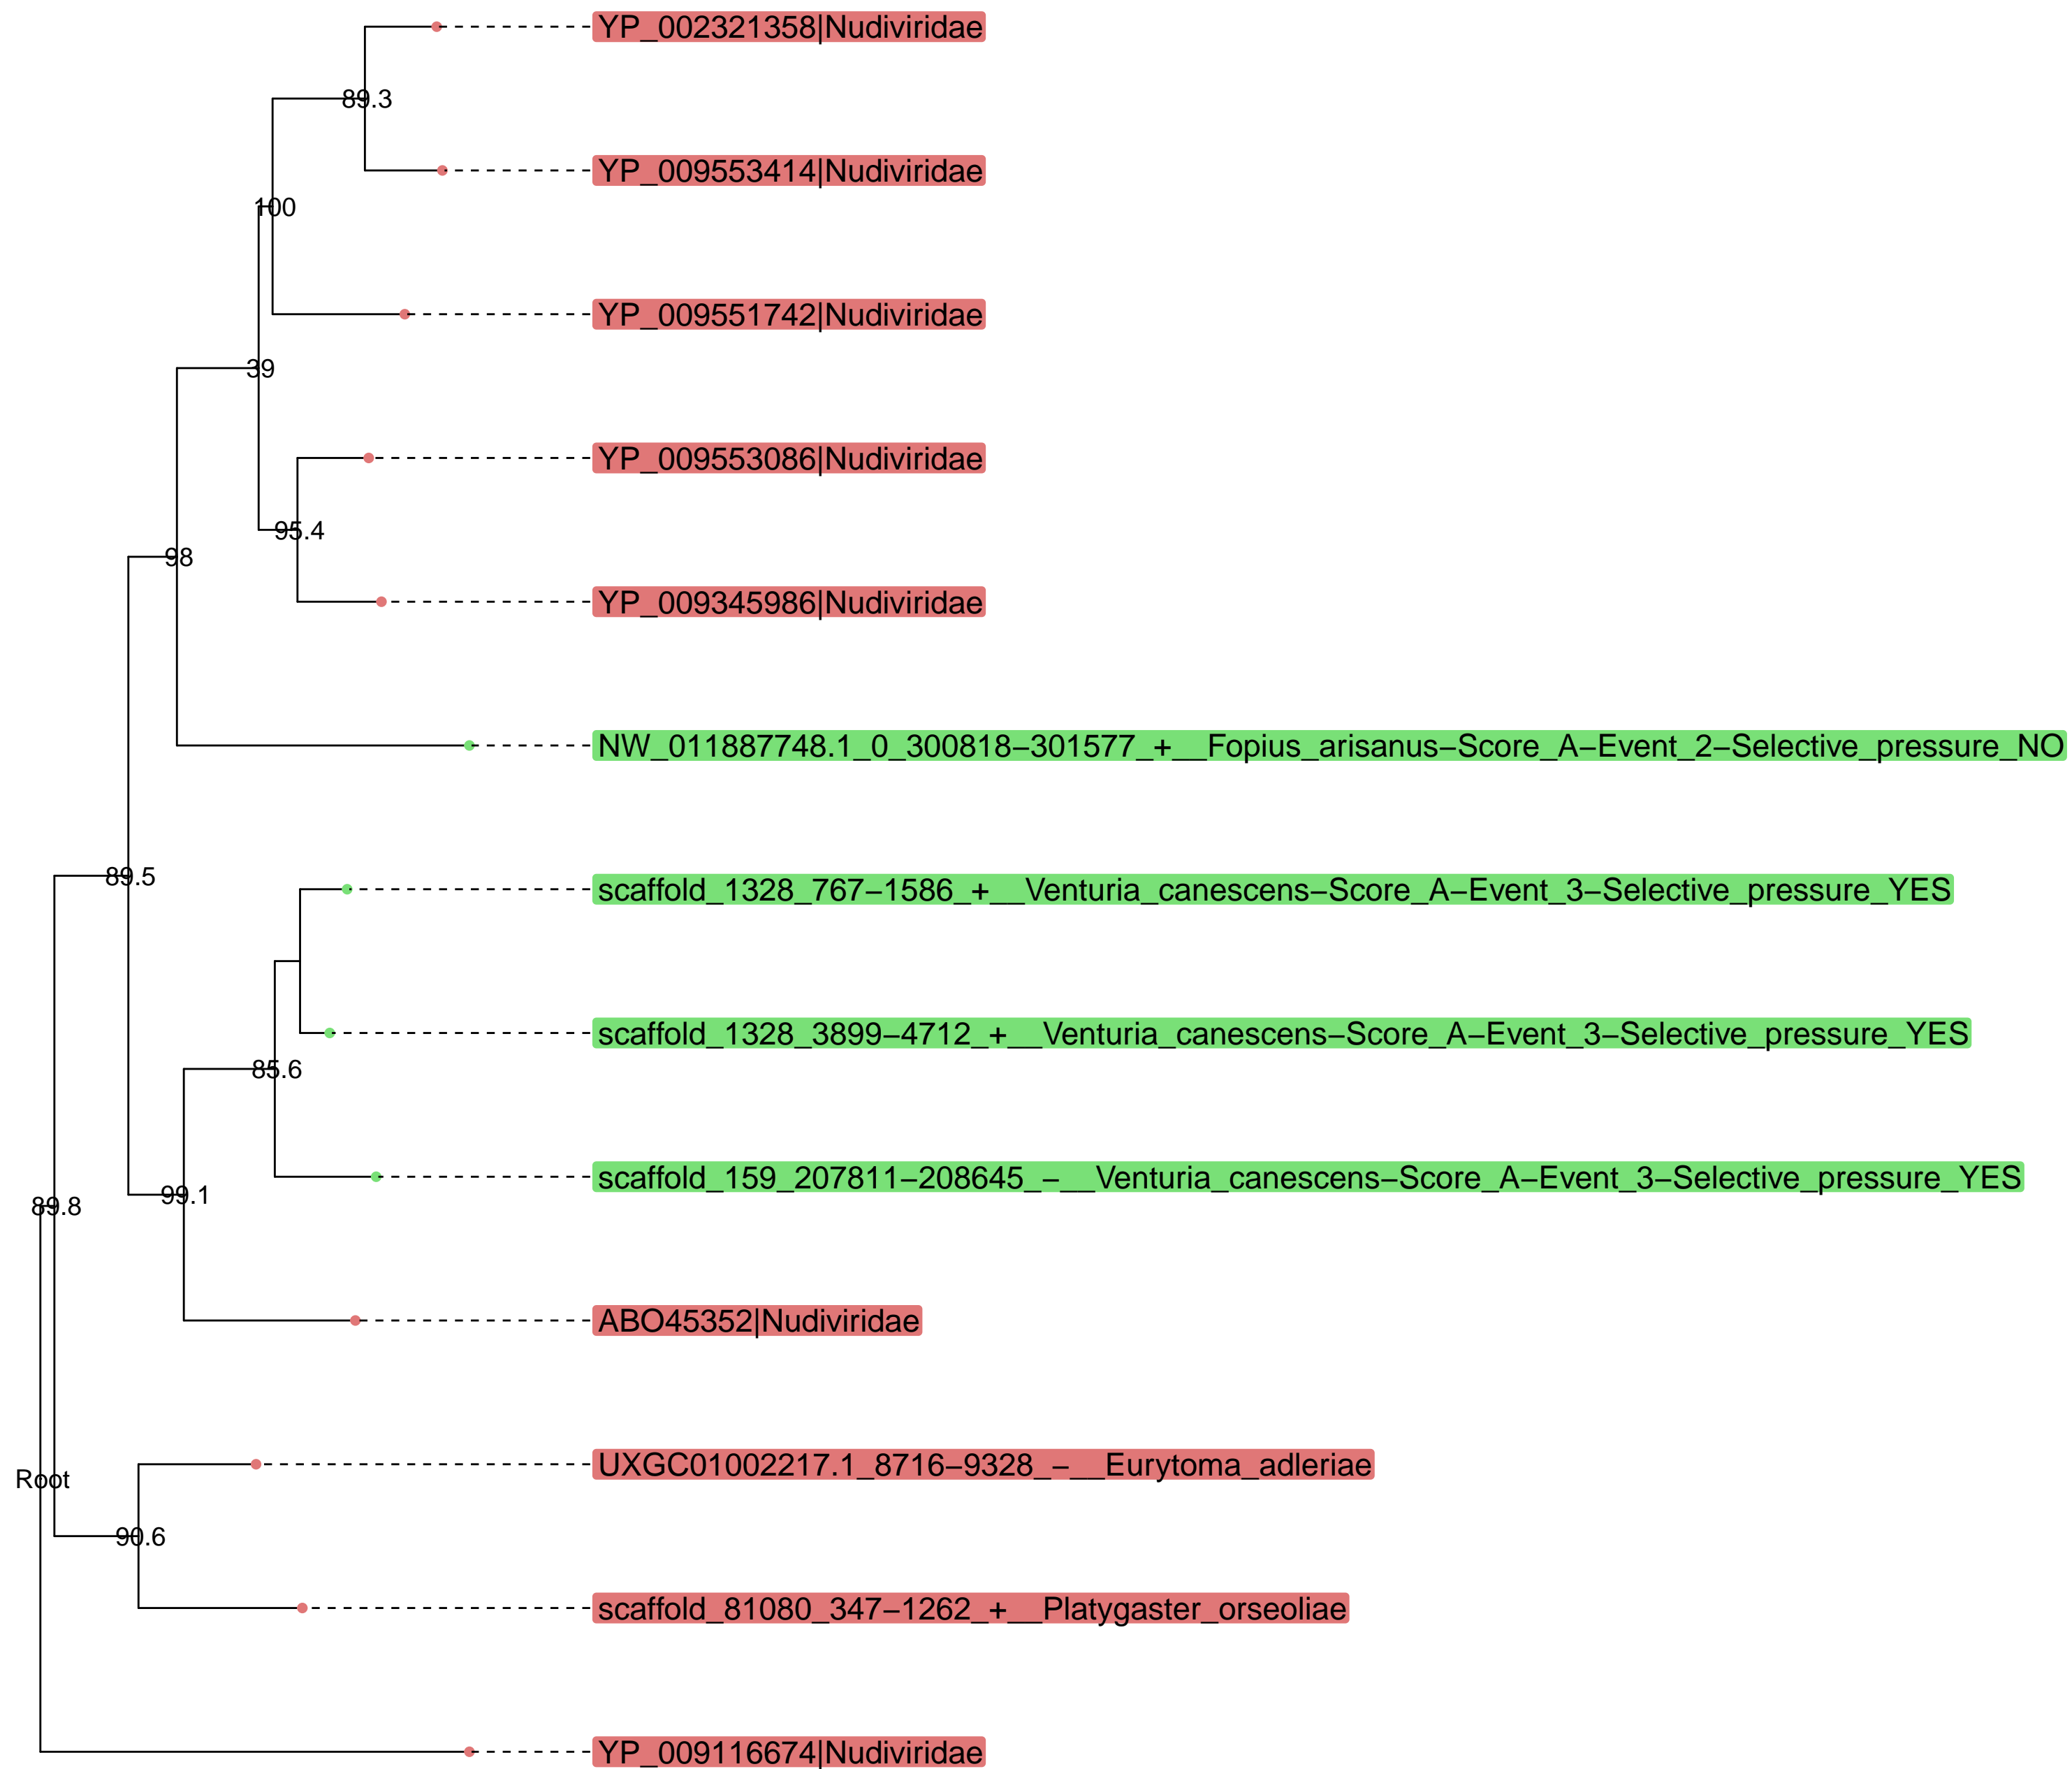 YP_002321358|Nudiviridae
89.3
YP_009553414|Nudiviridae
100
YP_009551742|Nudiviridae
39
YP_009553086|Nudiviridae
95.4
98
YP_009345986|Nudiviridae
NW_011887748.1_0_300818−301577_+__Fopius_arisanus−Score_A−Event_2−Selective_pressure_NO
89.5
scaffold_1328_767−1586_+__Venturia_canescens−Score_A−Event_3−Selective_pressure_YES
scaffold_1328_3899−4712_+__Venturia_canescens−Score_A−Event_3−Selective_pressure_YES
85.6
scaffold_159_207811−208645_−__Venturia_canescens−Score_A−Event_3−Selective_pressure_YES
99.1
89.8
ABO45352|Nudiviridae
UXGC01002217.1_8716−9328_−__Eurytoma_adleriae
Root
90.6
scaffold_81080_347−1262_+__Platygaster_orseoliae
YP_009116674|Nudiviridae